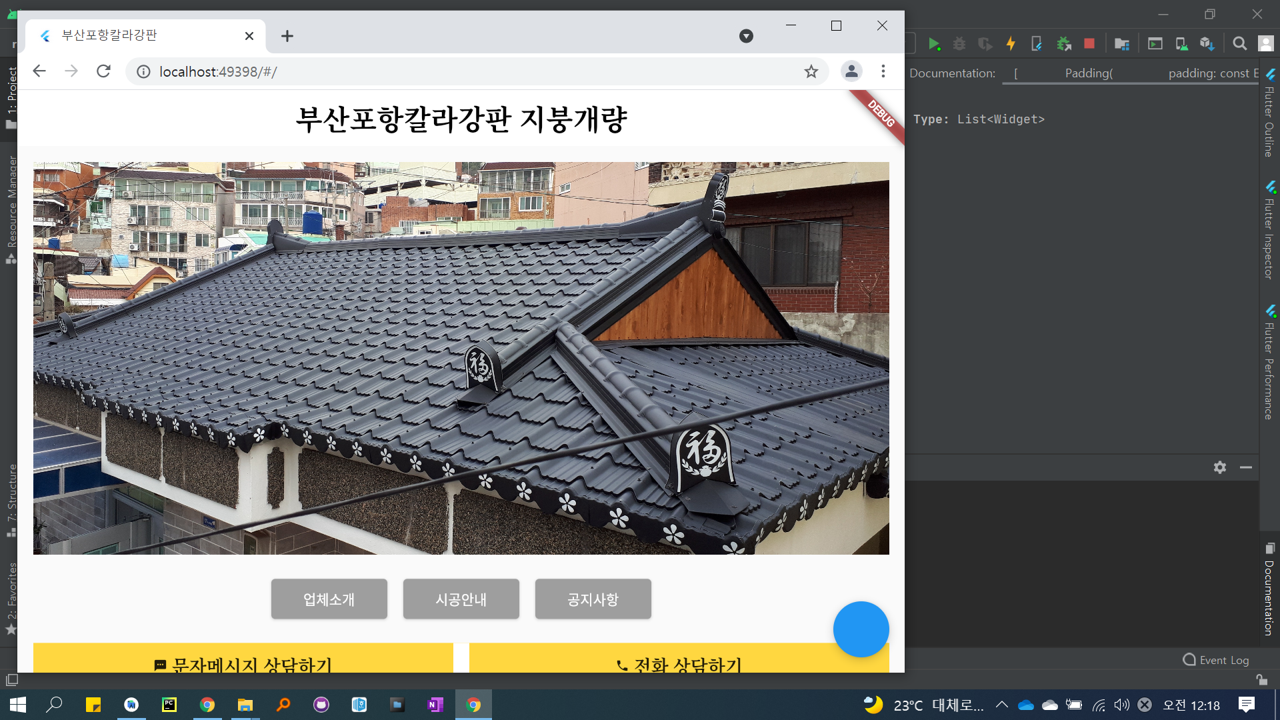 부산포항칼라강판
localhost:49398/#/
부산포항칼라강판 지붕개량
DEBUG
福
福
업체소개
시공안내
공지사항
문자메시지 상담하기
전화 상담하기
1: Project
Resource Manager
7: Structure
2: Favorites
Documentation:
[ Padding( padding: const E
Type: List<Widget>
Flutter Outline
Flutter Inspector
Flutter Performance
Documentation
Event Log
PC
N
23°C 대체로...
오전 12:18